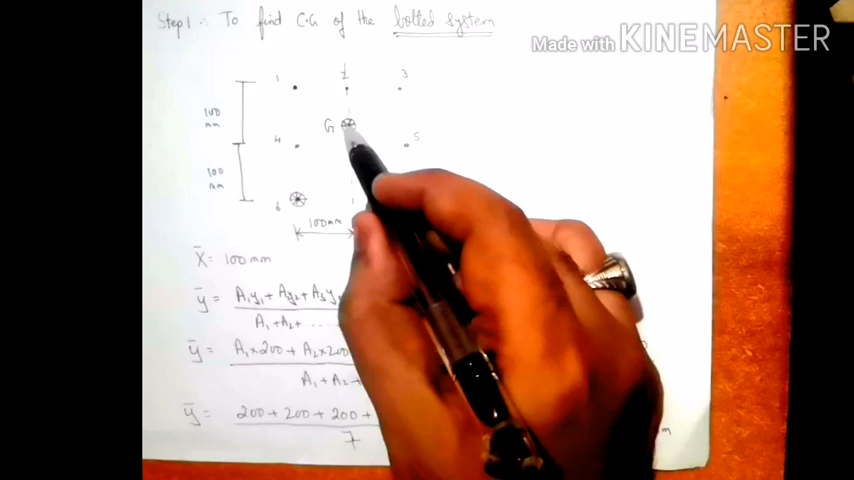 Step 1 :- To find C.G of the bolted system
Made with KINEMASTER
1 2 3
100 mm
G
4 5
100 mm
6
100mm
X̄ = 100 mm
ȳ = A₁y₁ + A₂y₂ + A₃y₃
A₁ + A₂ + ....
ȳ = A₁×200 + A₂×200
A₁ + A₂ +
ȳ = 200 + 200 + 200 +
7